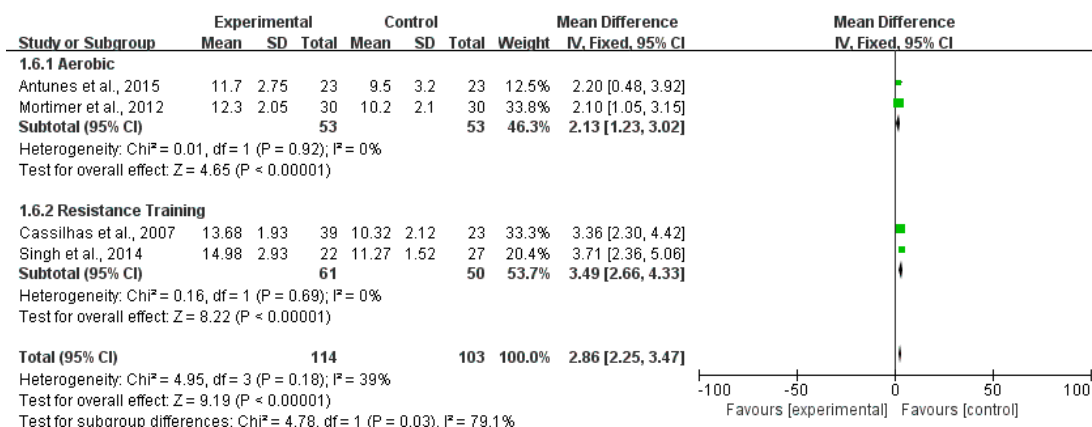 Experimental Control Mean Difference Mean Difference
Study or Subgroup Mean SD Total Mean SD Total Weight IV, Fixed, 95% CI IV, Fixed, 95% CI
1.6.1 Aerobic
Antunes et al., 2015 11.7 2.75 23 9.5 3.2 23 12.5% 2.20 [0.48, 3.92]
Mortimer et al., 2012 12.3 2.05 30 10.2 2.1 30 33.8% 2.10 [1.05, 3.15]
Subtotal (95% CI) 53 53 46.3% 2.13 [1.23, 3.02]
Heterogeneity: Chi² = 0.01, df = 1 (P = 0.92); I² = 0%
Test for overall effect: Z = 4.65 (P < 0.00001)
1.6.2 Resistance Training
Cassilhas et al., 2007 13.68 1.93 39 10.32 2.12 23 33.3% 3.36 [2.30, 4.42]
Singh et al., 2014 14.98 2.93 22 11.27 1.52 27 20.4% 3.71 [2.36, 5.06]
Subtotal (95% CI) 61 50 53.7% 3.49 [2.66, 4.33]
Heterogeneity: Chi² = 0.16, df = 1 (P = 0.69); I² = 0%
Test for overall effect: Z = 8.22 (P < 0.00001)
Total (95% CI) 114 103 100.0% 2.86 [2.25, 3.47]
Heterogeneity: Chi² = 4.95, df = 3 (P = 0.18); I² = 39%
Test for overall effect: Z = 9.19 (P < 0.00001)
Test for subgroup differences: Chi² = 4.78, df = 1 (P = 0.03), I² = 79.1%
-100 -50 0 50 100
Favours [experimental] Favours [control]